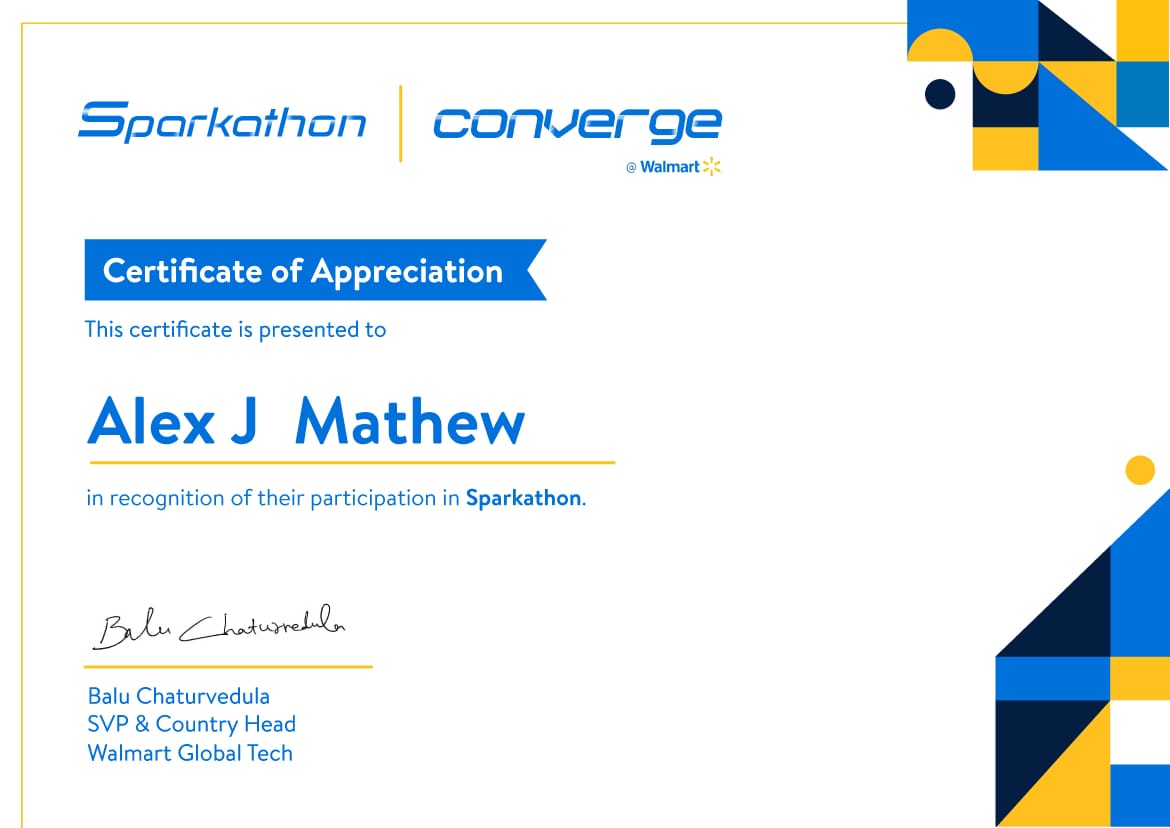 Sparkathon
converge
@ Walmart
Certificate of Appreciation
This certificate is presented to
Alex J Mathew
in recognition of their participation in Sparkathon.
Balu Chaturvedula
Balu Chaturvedula
SVP & Country Head
Walmart Global Tech